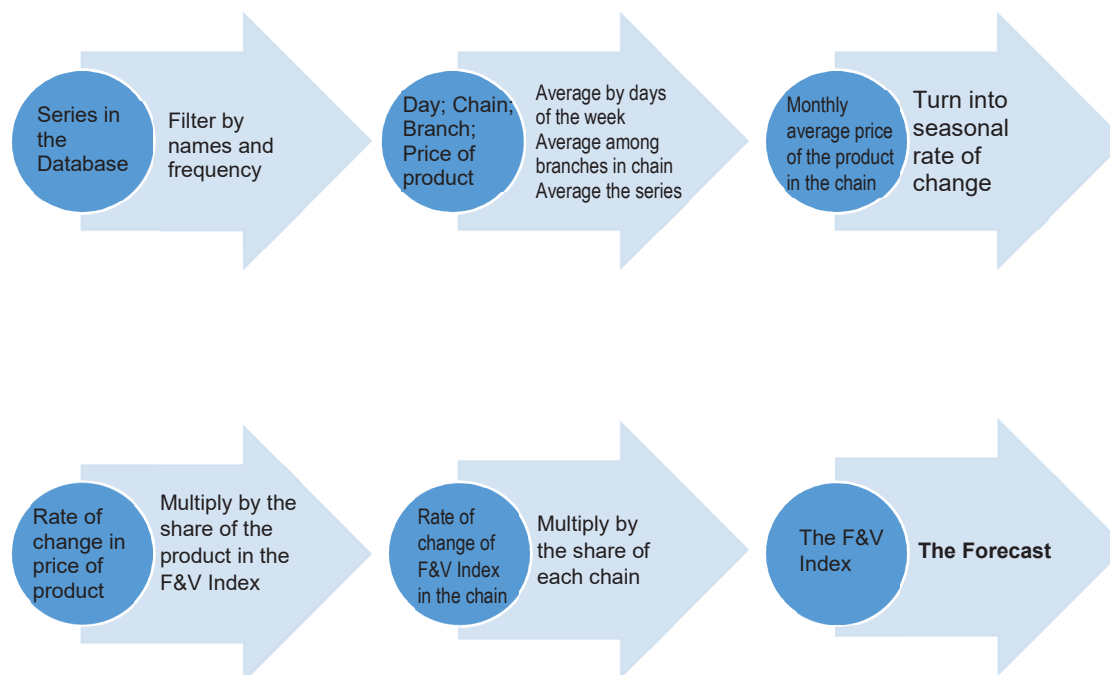 Series in
the
Database
Filter by
names and
frequency
Day; Chain;
Branch;
Price of
product
Average by days
of the week
Average among
branches in chain
Average the series
Monthly
average price
of the product
in the chain
Turn into
seasonal
rate of
change
Rate of
change in
price of
product
Multiply by the
share of the
product in the
F&V Index
Rate of
change of
F&V Index
in the chain
Multiply by
the share of
each chain
The F&V
Index
The Forecast